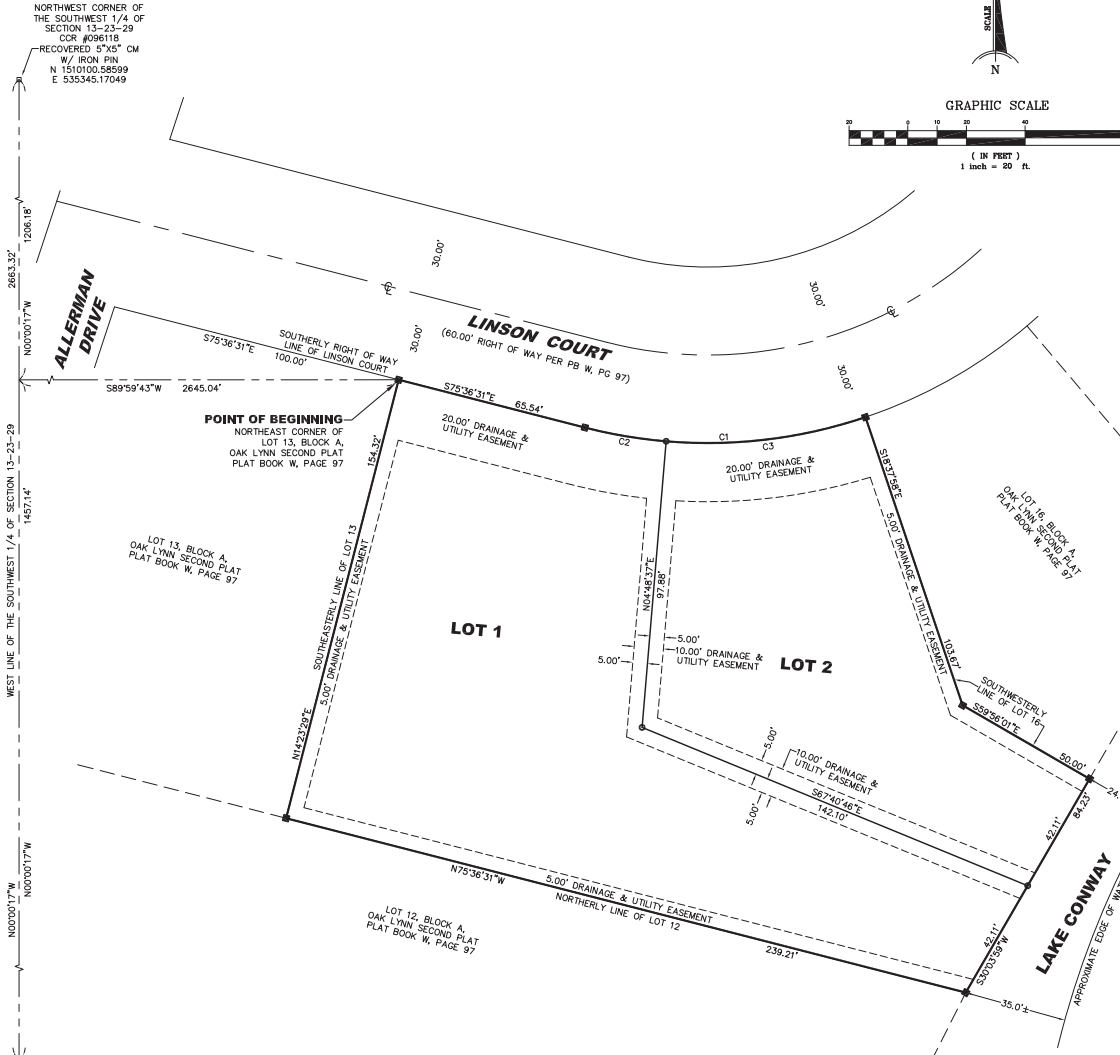 NORTHWEST CORNER OF
THE SOUTHWEST 1/4 OF
SECTION 13-23-29
CCR #096118
RECOVERED 5"X5" CM
W/ IRON PIN
N 1510100.58599
E 535345.17049
SCALE
N
GRAPHIC SCALE
20 0 10 20 40
( IN FEET )
1 inch = 20 ft.
2663.32'
1206.18'
N00°00'17"W
ALLERMAN
DRIVE
30.00'
℄
LINSON COURT
(60.00' RIGHT OF WAY PER PB W, PG 97)
30.00'
30.00'
℄
30.00'
S75°36'31"E
100.00'
SOUTHERLY RIGHT OF WAY
LINE OF LINSON COURT
S89°59'43"W 2645.04'
POINT OF BEGINNING
NORTHEAST CORNER OF
LOT 13, BLOCK A,
OAK LYNN SECOND PLAT
PLAT BOOK W, PAGE 97
S75°36'31"E 65.54'
20.00' DRAINAGE &
UTILITY EASEMENT
C2
C1
C3
20.00' DRAINAGE &
UTILITY EASEMENT
S18°37'58"E
103.67'
5.00' DRAINAGE & UTILITY EASEMENT
LOT 16, BLOCK A,
OAK LYNN SECOND PLAT
PLAT BOOK W, PAGE 97
WEST LINE OF THE SOUTHWEST 1/4 OF SECTION 13-23-29
1457.14'
154.32'
SOUTHEASTERLY LINE OF LOT 13
5.00' DRAINAGE & UTILITY EASEMENT
N14°23'29"E
LOT 13, BLOCK A,
OAK LYNN SECOND PLAT
PLAT BOOK W, PAGE 97
LOT 1
N04°48'37"E
97.88'
5.00'
5.00'
10.00' DRAINAGE &
UTILITY EASEMENT
LOT 2
SOUTHWESTERLY
LINE OF LOT 16
S59°56'01"E
50.00'
5.00'
10.00' DRAINAGE &
UTILITY EASEMENT
S67°40'46"E
142.10'
5.00'
24.
42.11'
84.23'
42.11'
S30°03'59"W
LAKE CONWAY
APPROXIMATE EDGE OF WAT
35.0'±
N75°36'31"W
5.00' DRAINAGE & UTILITY EASEMENT
NORTHERLY LINE OF LOT 12
239.21'
LOT 12, BLOCK A,
OAK LYNN SECOND PLAT
PLAT BOOK W, PAGE 97
N00°00'17"W
N00°00'17"W